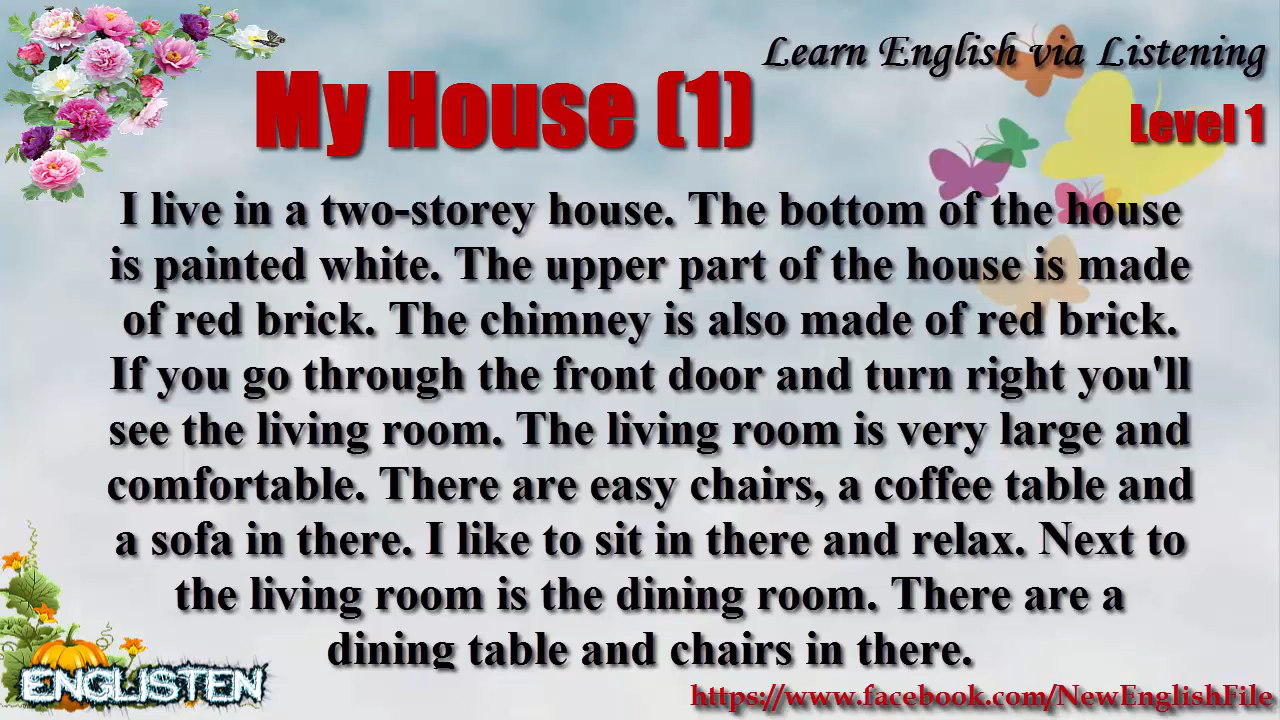 Learn English via Listening
My House (1)
Level 1
I live in a two-storey house. The bottom of the house
is painted white. The upper part of the house is made
of red brick. The chimney is also made of red brick.
If you go through the front door and turn right you'll
see the living room. The living room is very large and
comfortable. There are easy chairs, a coffee table and
a sofa in there. I like to sit in there and relax. Next to
the living room is the dining room. There are a
dining table and chairs in there.
ENGLISTEN
https://www.facebook.com/NewEnglishFile